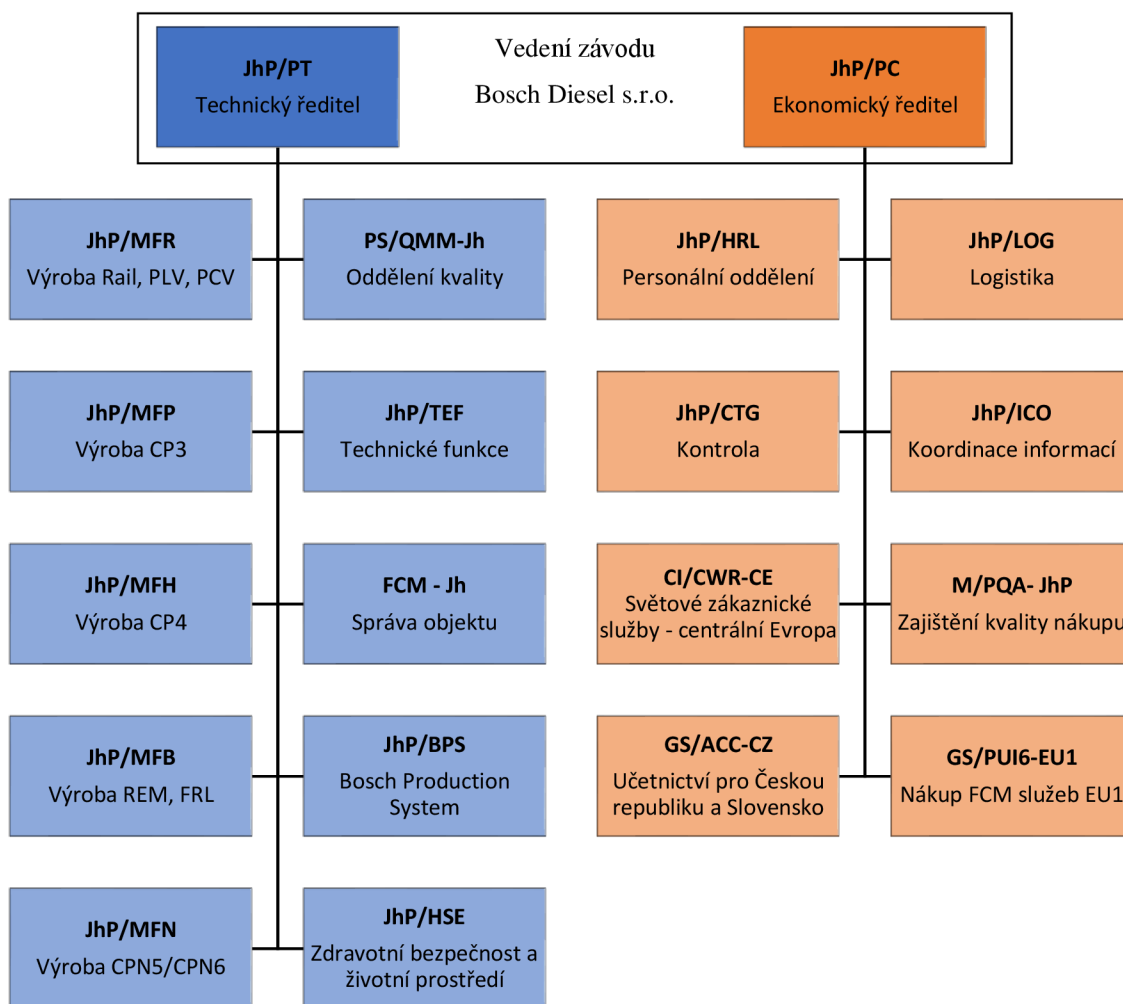 Vedení závodu
Bosch Diesel s.r.o.
JhP/PT
Technický ředitel
JhP/PC
Ekonomický ředitel
JhP/MFR
Výroba Rail, PLV, PCV
PS/QMM-Jh
Oddělení kvality
JhP/HRL
Personální oddělení
JhP/LOG
Logistika
JhP/MFP
Výroba CP3
JhP/TEF
Technické funkce
JhP/CTG
Kontrola
JhP/ICO
Koordinace informací
JhP/MFH
Výroba CP4
FCM - Jh
Správa objektu
CI/CWR-CE
Světové zákaznické
služby - centrální Evropa
M/PQA- JhP
Zajištění kvality nákupu
JhP/MFB
Výroba REM, FRL
JhP/BPS
Bosch Production
System
GS/ACC-CZ
Učetnictví pro Českou
republiku a Slovensko
GS/PUI6-EU1
Nákup FCM služeb EU1
JhP/MFN
Výroba CPN5/CPN6
JhP/HSE
Zdravotní bezpečnost a
životní prostředí